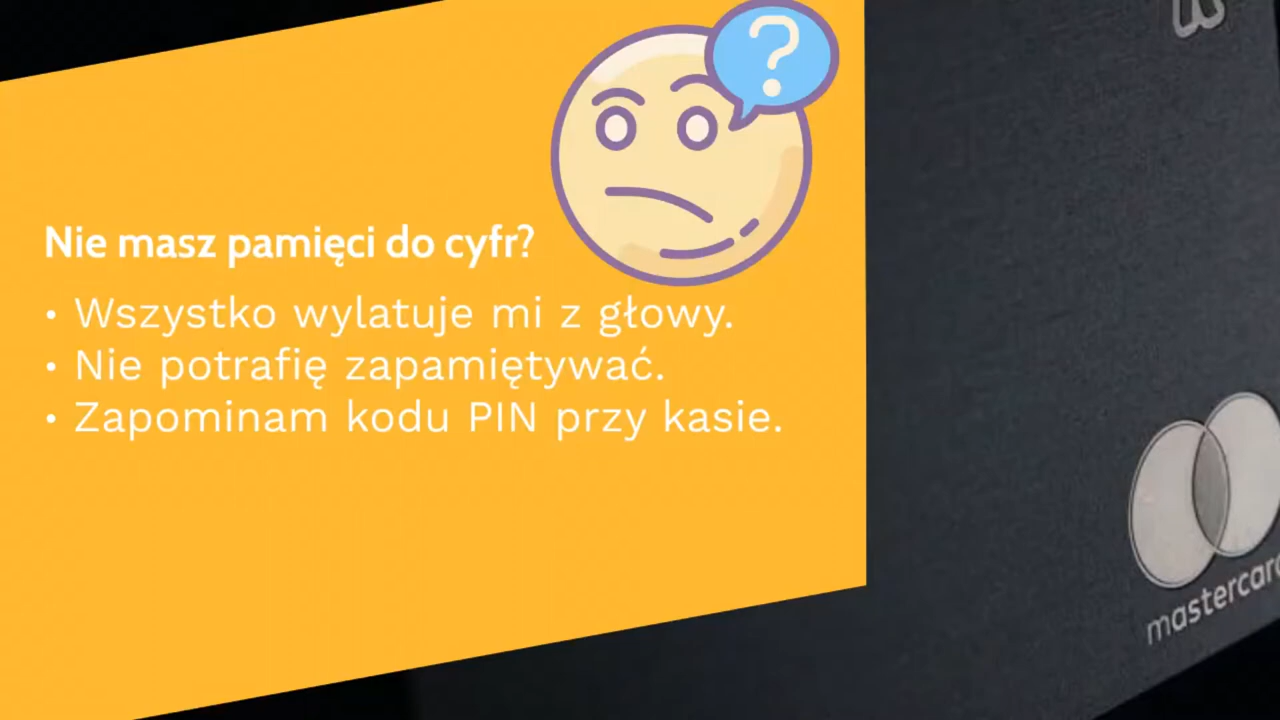 Nie masz pamięci do cyfr?
• Wszystko wylatuje mi z głowy.
• Nie potrafię zapamiętywać.
• Zapominam kodu PIN przy kasie.
?
mastercard